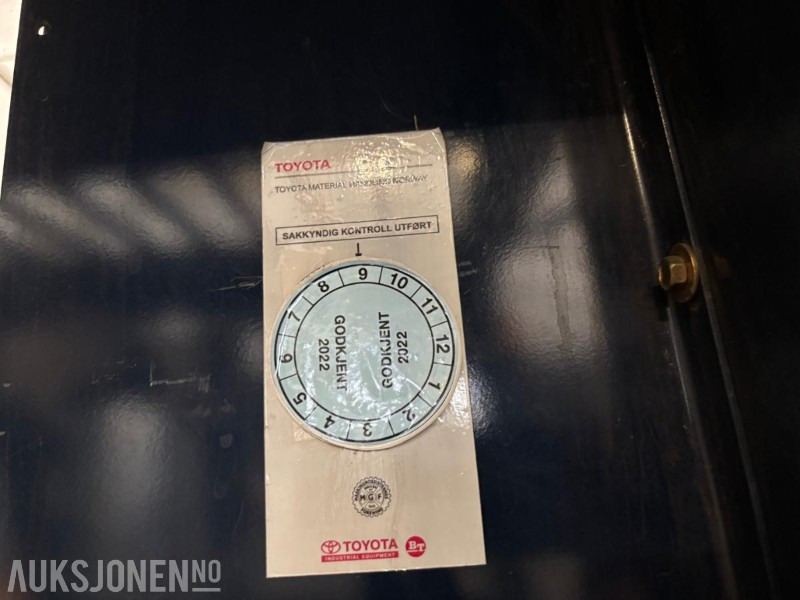 TOYOTA
TOYOTA MATERIAL HANDLING NORWAY
SAKKYNDIG KONTROLL UTFØRT
1
2
3
4
5
6
7
8
9
10
11
12
GODKJENT
2022
GODKJENT
2022
MGF
TOYOTA
INDUSTRIAL EQUIPMENT
BT
AUKSJONEN.NO